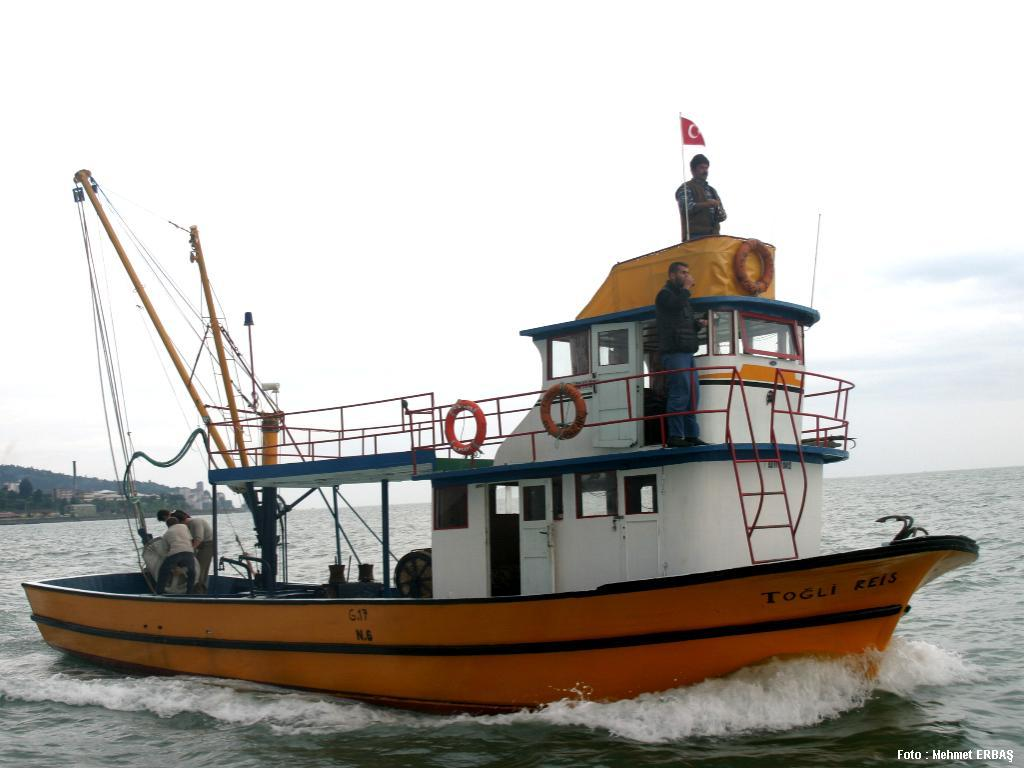 TOĞLI REIS
G.17
N.6
Foto : Mehmet ERBAŞ